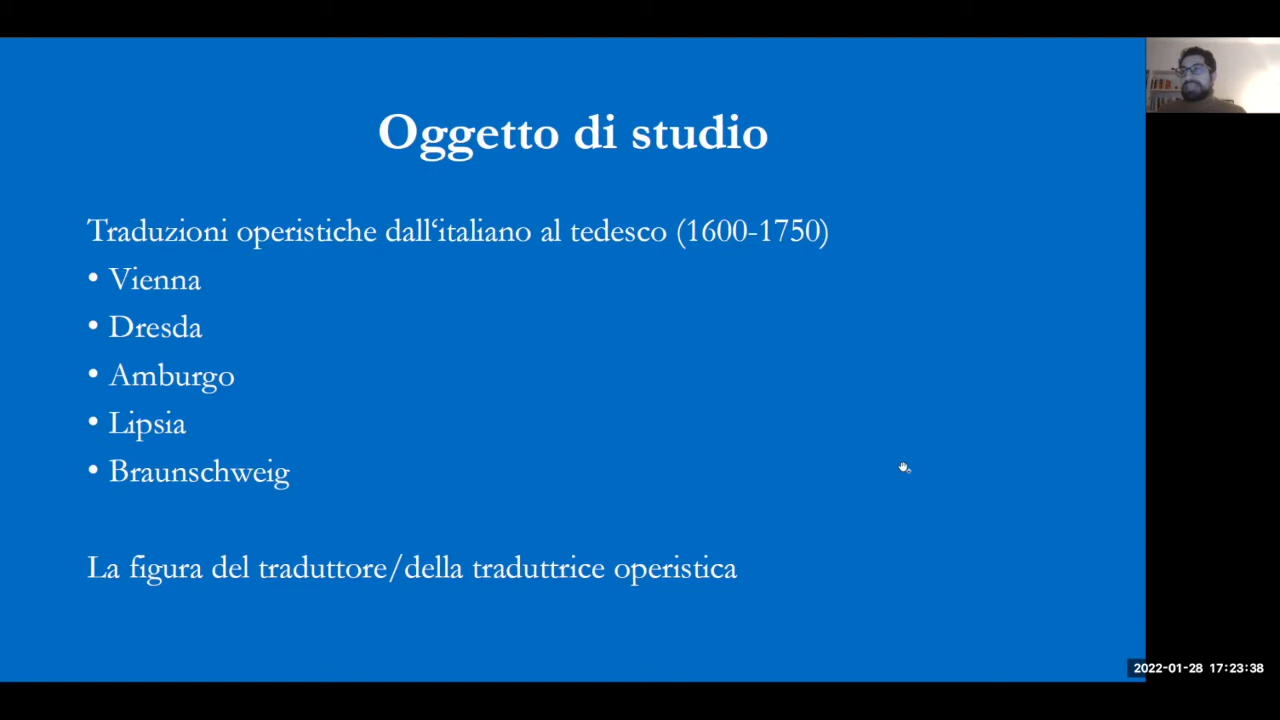 Oggetto di studio
Traduzioni operistiche dall‘italiano al tedesco (1600-1750)
• Vienna
• Dresda
• Amburgo
• Lipsia
• Braunschweig
La figura del traduttore/della traduttrice operistica
2022-01-28 17:23:38